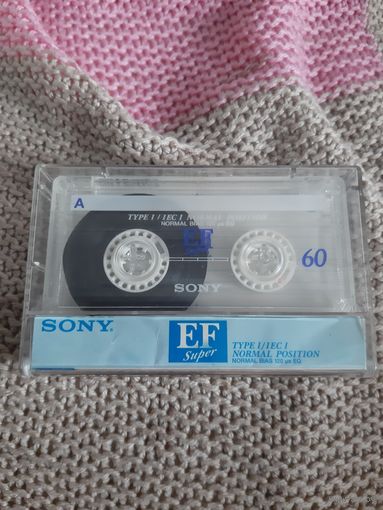 A
TYPE I / IEC I NORMAL POSITION
NORMAL BIAS 120 µs EQ
EF
60
SONY
SONY.
EF
Super
TYPE I/IEC I
NORMAL POSITION
NORMAL BIAS 120 µs EQ